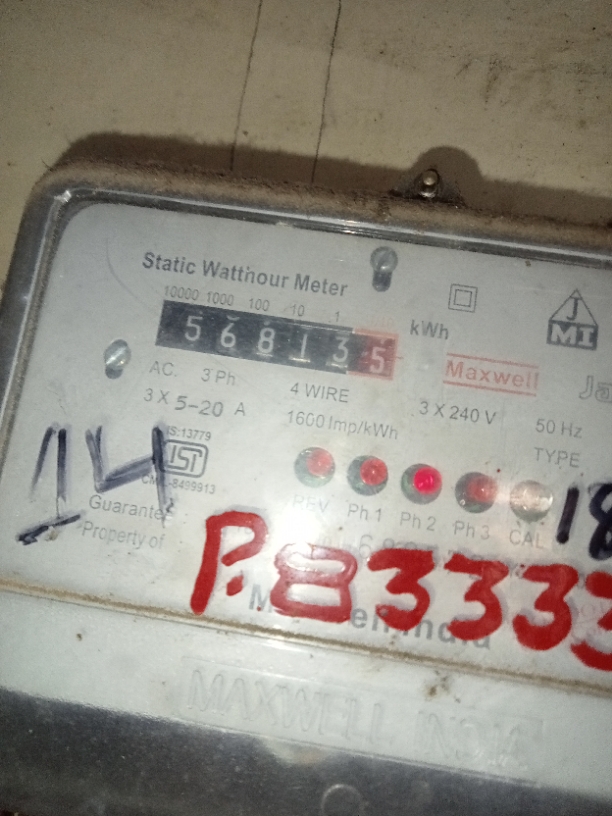 Static Watthour Meter
10000 1000 100 10 1
568135 kWh
J
MI
Maxwell
AC. 3 Ph 4 WIRE 3 X 240 V 50 Hz
3 X 5-20 A 1600 Imp/kWh TYPE
IS:13779
ISI
14
REV Ph 1 Ph 2 Ph 3 CAL 18
Property of
P.83333
MAXWELL INDIA